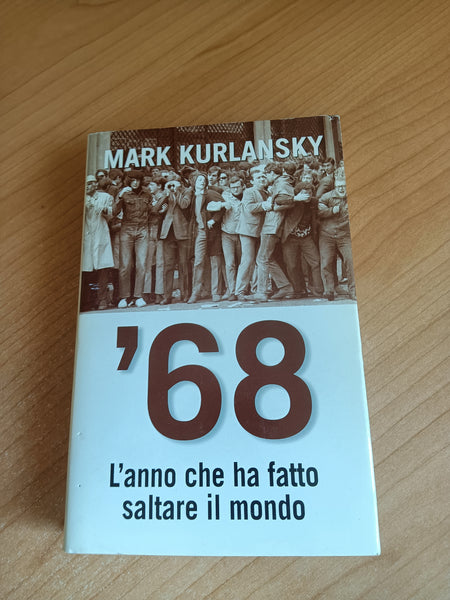 MARK KURLANSKY
’68
L’anno che ha fatto
saltare il mondo